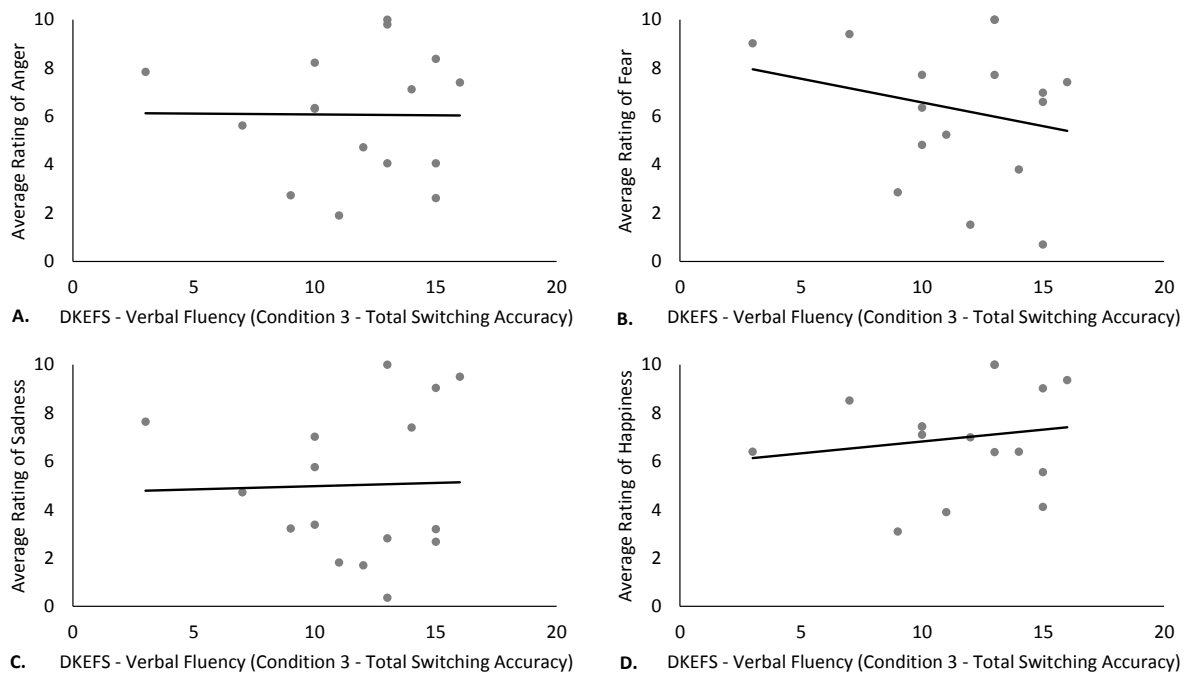 Average Rating of Anger
10
8
6
4
2
0
0 5 10 15 20
A. DKEFS - Verbal Fluency (Condition 3 - Total Switching Accuracy)
Average Rating of Fear
10
8
6
4
2
0
0 5 10 15 20
B. DKEFS - Verbal Fluency (Condition 3 - Total Switching Accuracy)
Average Rating of Sadness
10
8
6
4
2
0
0 5 10 15 20
C. DKEFS - Verbal Fluency (Condition 3 - Total Switching Accuracy)
Average Rating of Happiness
10
8
6
4
2
0
0 5 10 15 20
D. DKEFS - Verbal Fluency (Condition 3 - Total Switching Accuracy)